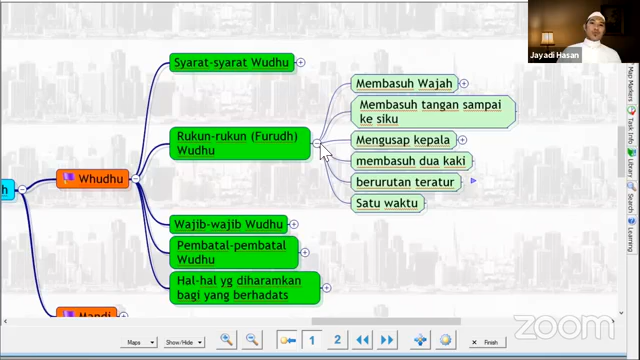 Jayadi Hasan
Syarat-syarat Wudhu
Membasuh Wajah
Membasuh tangan sampai
ke siku
Rukun-rukun (Furudh)
Wudhu
Mengusap kepala
membasuh dua kaki
h
Whudhu
berurutan teratur
Satu waktu
Wajib-wajib Wudhu
Pembatal-pembatal
Wudhu
Hal-hal yg diharamkan
bagi yang berhadats
Mandi
Map Markers
Task Info
Library
Search
Learning
Maps
Show/Hide
1
2
Finish
zoom